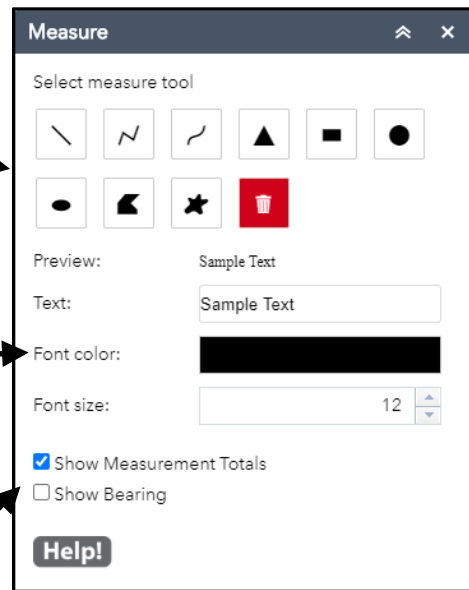 Measure
Select measure tool
Preview: Sample Text
Text: Sample Text
Font color:
Font size: 12
Show Measurement Totals
Show Bearing
Help!